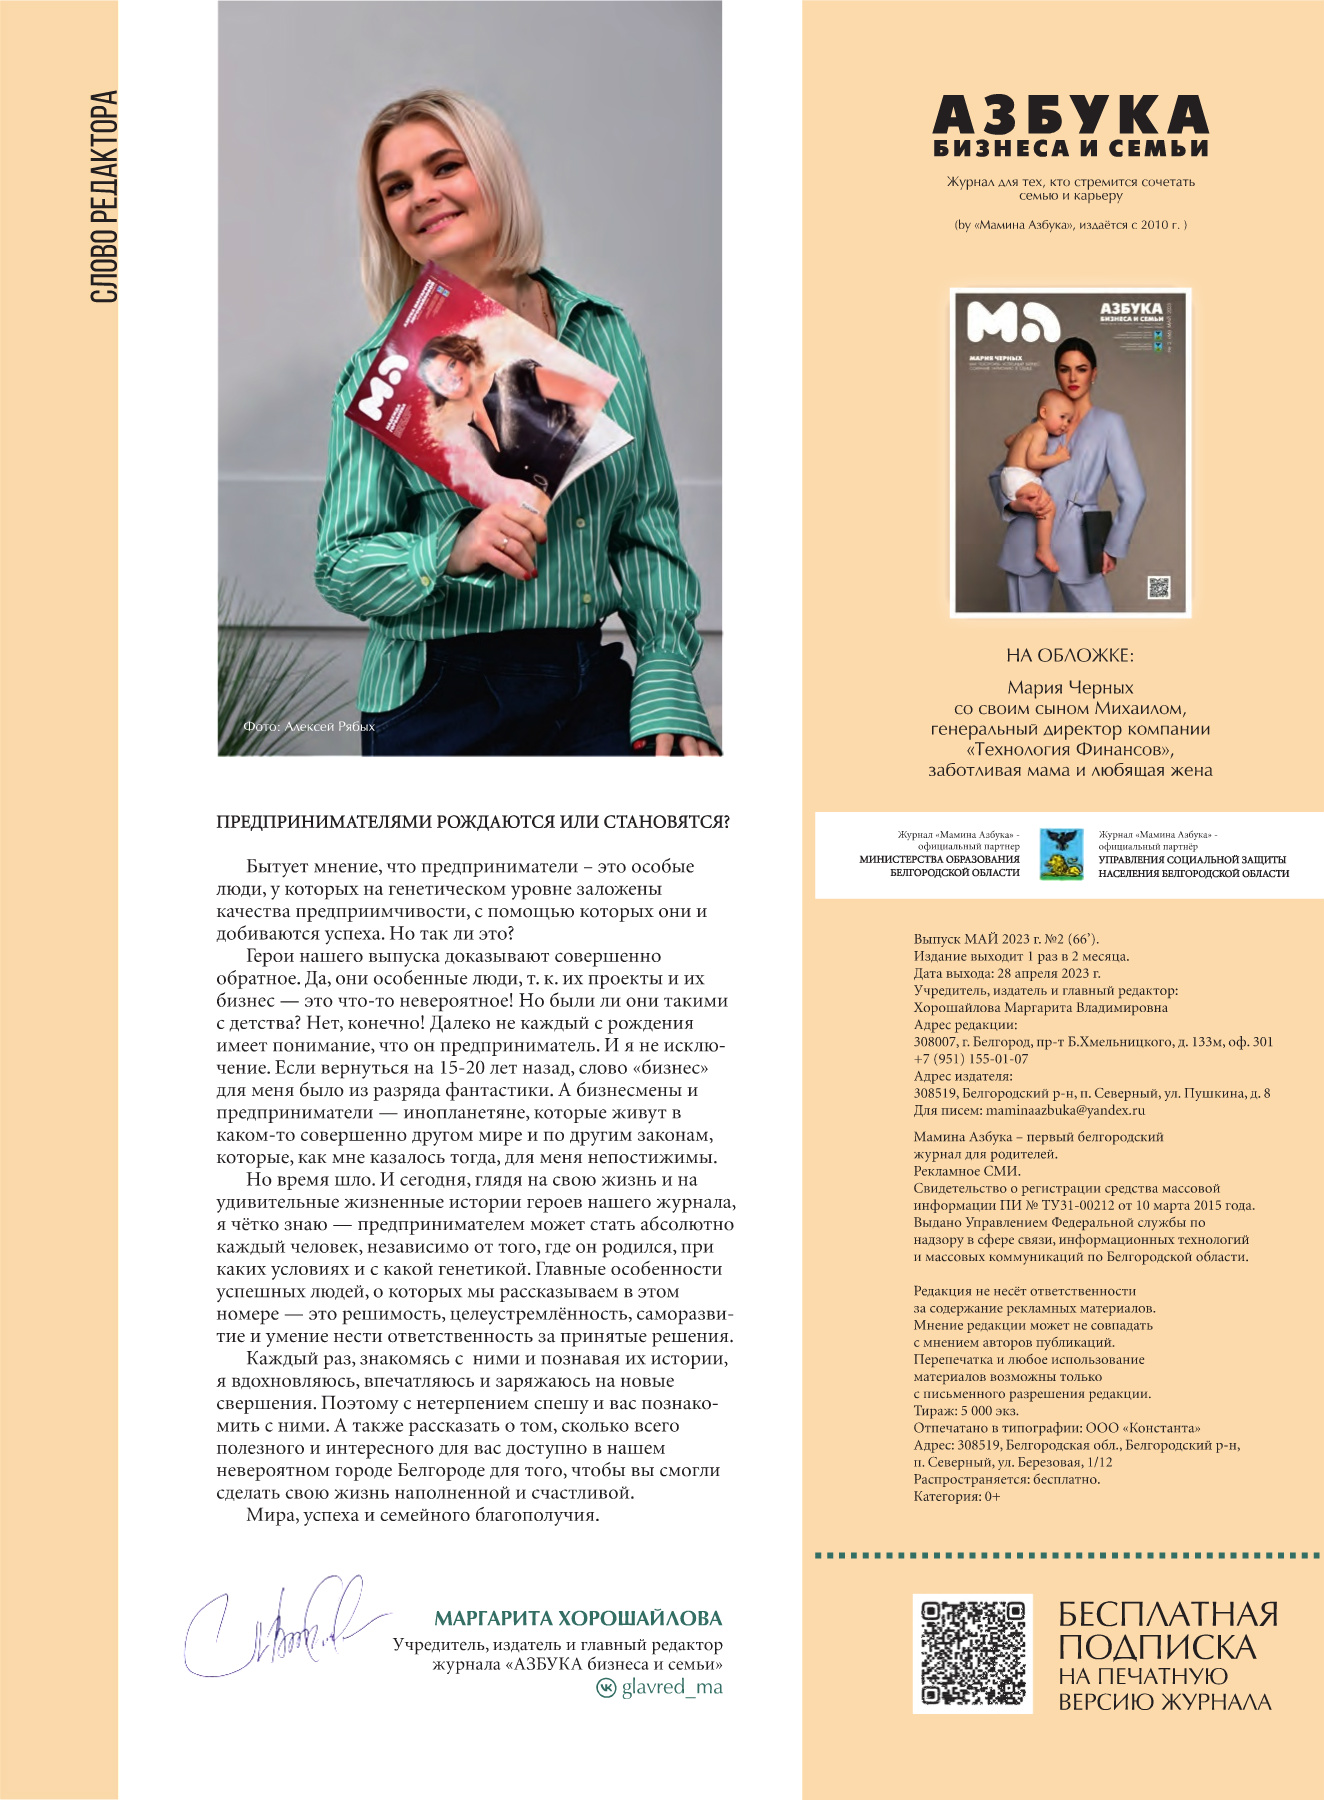 СЛОВО РЕДАКТОРА
Фото: Алексей Рябых
ПРЕДПРИНИМАТЕЛЯМИ РОЖДАЮТСЯ ИЛИ СТАНОВЯТСЯ?
Бытует мнение, что предприниматели – это особые
люди, у которых на генетическом уровне заложены
качества предприимчивости, с помощью которых они и
добиваются успеха. Но так ли это?
Герои нашего выпуска доказывают совершенно
обратное. Да, они особенные люди, т. к. их проекты и их
бизнес — это что-то невероятное! Но были ли они такими
с детства? Нет, конечно! Далеко не каждый с рождения
имеет понимание, что он предприниматель. И я не исклю-
чение. Если вернуться на 15-20 лет назад, слово «бизнес»
для меня было из разряда фантастики. А бизнесмены и
предприниматели — инопланетяне, которые живут в
каком-то совершенно другом мире и по другим законам,
которые, как мне казалось тогда, для меня непостижимы.
Но время шло. И сегодня, глядя на свою жизнь и на
удивительные жизненные истории героев нашего журнала,
я чётко знаю — предпринимателем может стать абсолютно
каждый человек, независимо от того, где он родился, при
каких условиях и с какой генетикой. Главные особенности
успешных людей, о которых мы рассказываем в этом
номере — это решимость, целеустремлённость, саморазви-
тие и умение нести ответственность за принятые решения.
Каждый раз, знакомясь с  ними и познавая их истории,
я вдохновляюсь, впечатляюсь и заряжаюсь на новые
свершения. Поэтому с нетерпением спешу и вас познако-
мить с ними. А также рассказать о том, сколько всего
полезного и интересного для вас доступно в нашем
невероятном городе Белгороде для того, чтобы вы смогли
сделать свою жизнь наполненной и счастливой.
Мира, успеха и семейного благополучия.
МАРГАРИТА ХОРОШАЙЛОВА
Учредитель, издатель и главный редактор
журнала «АЗБУКА бизнеса и семьи»
glavred_ma
АЗБУКА
БИЗНЕСА И СЕМЬИ
Журнал для тех, кто стремится сочетать
семью и карьеру
(by «Мамина Азбука», издаётся с 2010 г. )
МА
АЗБУКА
БИЗНЕСА И СЕМЬИ
МАРИЯ ЧЕРНЫХ
НА ОБЛОЖКЕ:
Мария Черных
со своим сыном Михаилом,
генеральный директор компании
«Технология Финансов»,
заботливая мама и любящая жена
Журнал «Мамина Азбука» -
официальный партнер
МИНИСТЕРСТВА ОБРАЗОВАНИЯ
БЕЛГОРОДСКОЙ ОБЛАСТИ
Журнал «Мамина Азбука» -
официальный партнёр
УПРАВЛЕНИЯ СОЦИАЛЬНОЙ ЗАЩИТЫ
НАСЕЛЕНИЯ БЕЛГОРОДСКОЙ ОБЛАСТИ
Выпуск МАЙ 2023 г. №2 (66’).
Издание выходит 1 раз в 2 месяца.
Дата выхода: 28 апреля 2023 г.
Учредитель, издатель и главный редактор:
Хорошайлова Маргарита Владимировна
Адрес редакции:
308007, г. Белгород, пр-т Б.Хмельницкого, д. 133м, оф. 301
+7 (951) 155-01-07
Адрес издателя:
308519, Белгородский р-н, п. Северный, ул. Пушкина, д. 8
Для писем: maminaazbuka@yandex.ru
Мамина Азбука – первый белгородский
журнал для родителей.
Рекламное СМИ.
Свидетельство о регистрации средства массовой
информации ПИ № ТУ31-00212 от 10 марта 2015 года.
Выдано Управлением Федеральной службы по
надзору в сфере связи, информационных технологий
и массовых коммуникаций по Белгородской области.
Редакция не несёт ответственности
за содержание рекламных материалов.
Мнение редакции может не совпадать
с мнением авторов публикаций.
Перепечатка и любое использование
материалов возможны только
с письменного разрешения редакции.
Тираж: 5 000 экз.
Отпечатано в типографии: ООО «Константа»
Адрес: 308519, Белгородская обл., Белгородский р-н,
п. Северный, ул. Березовая, 1/12
Распространяется: бесплатно.
Категория: 0+
БЕСПЛАТНАЯ
ПОДПИСКА
НА ПЕЧАТНУЮ
ВЕРСИЮ ЖУРНАЛА